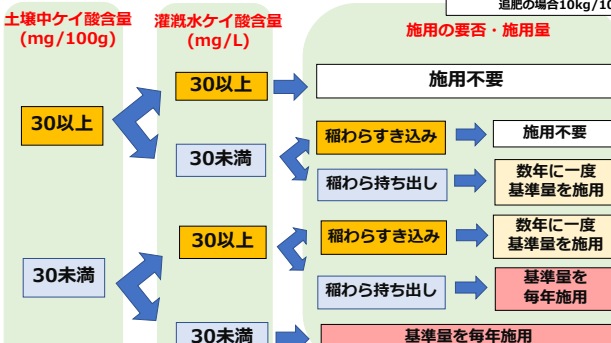 追肥の場合10kg/10
土壌中ケイ酸含量
(mg/100g)
灌漑水ケイ酸含量
(mg/L)
施用の要否・施用量
30以上
30以上
施用不要
30未満
稲わらすき込み
施用不要
稲わら持ち出し
数年に一度
基準量を施用
30未満
30以上
稲わらすき込み
数年に一度
基準量を施用
稲わら持ち出し
基準量を
毎年施用
30未満
基準量を毎年施用